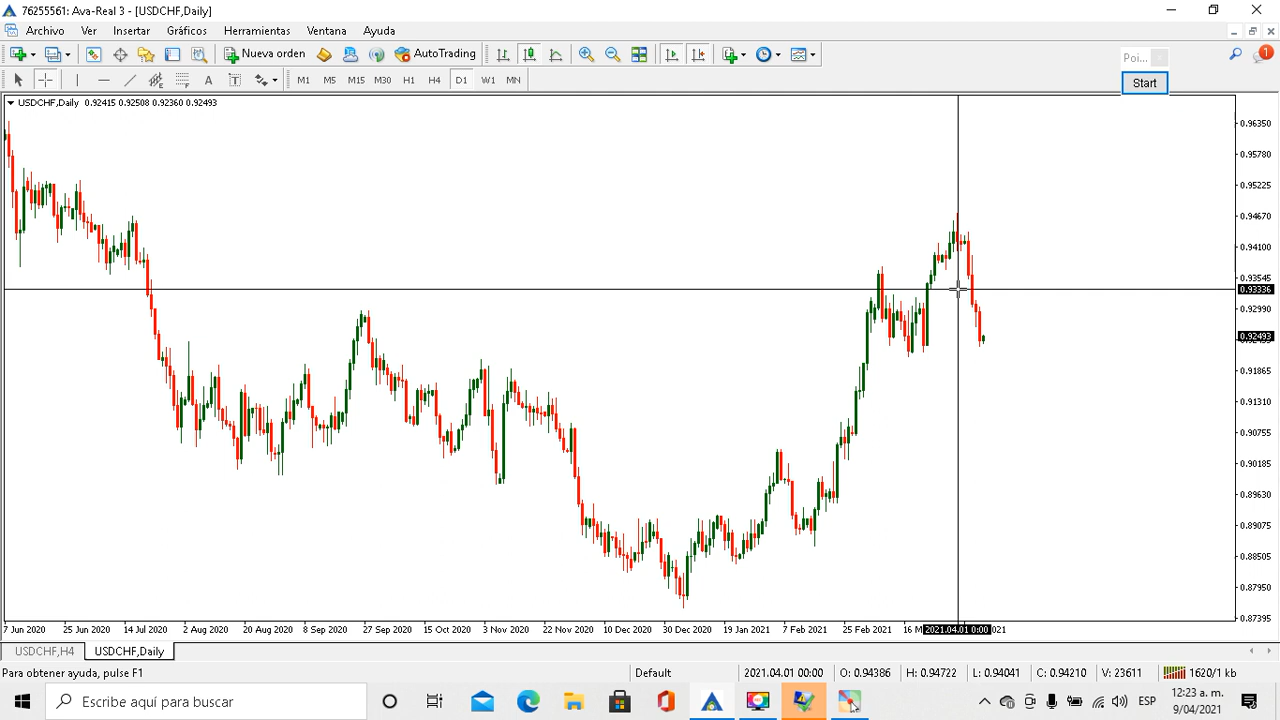 76255561: Ava-Real 3 - [USDCHF,Daily]
Archivo Ver Insertar Gráficos Herramientas Ventana Ayuda
Nueva orden AutoTrading
Poi...
Start
A T M1 M5 M15 M30 H1 H4 D1 W1 MN
USDCHF,Daily 0.92415 0.92508 0.92360 0.92493
0.96350
0.95780
0.95225
0.94670
0.94100
0.93545
0.93336
0.92990
0.92493
0.91865
0.91310
0.90755
0.90185
0.89630
0.89075
0.88505
0.87950
0.87395
7 Jun 2020 25 Jun 2020 14 Jul 2020 2 Aug 2020 20 Aug 2020 8 Sep 2020 27 Sep 2020 15 Oct 2020 3 Nov 2020 22 Nov 2020 10 Dec 2020 30 Dec 2020 19 Jan 2021 7 Feb 2021 25 Feb 2021 16 M 2021.04.01 0:00 021
USDCHF,H4 USDCHF,Daily
Para obtener ayuda, pulse F1 Default 2021.04.01 00:00 O: 0.94386 H: 0.94722 L: 0.94041 C: 0.94210 V: 23611 1620/1 kb
Escribe aquí para buscar
ESP
12:23 a. m.
9/04/2021
1